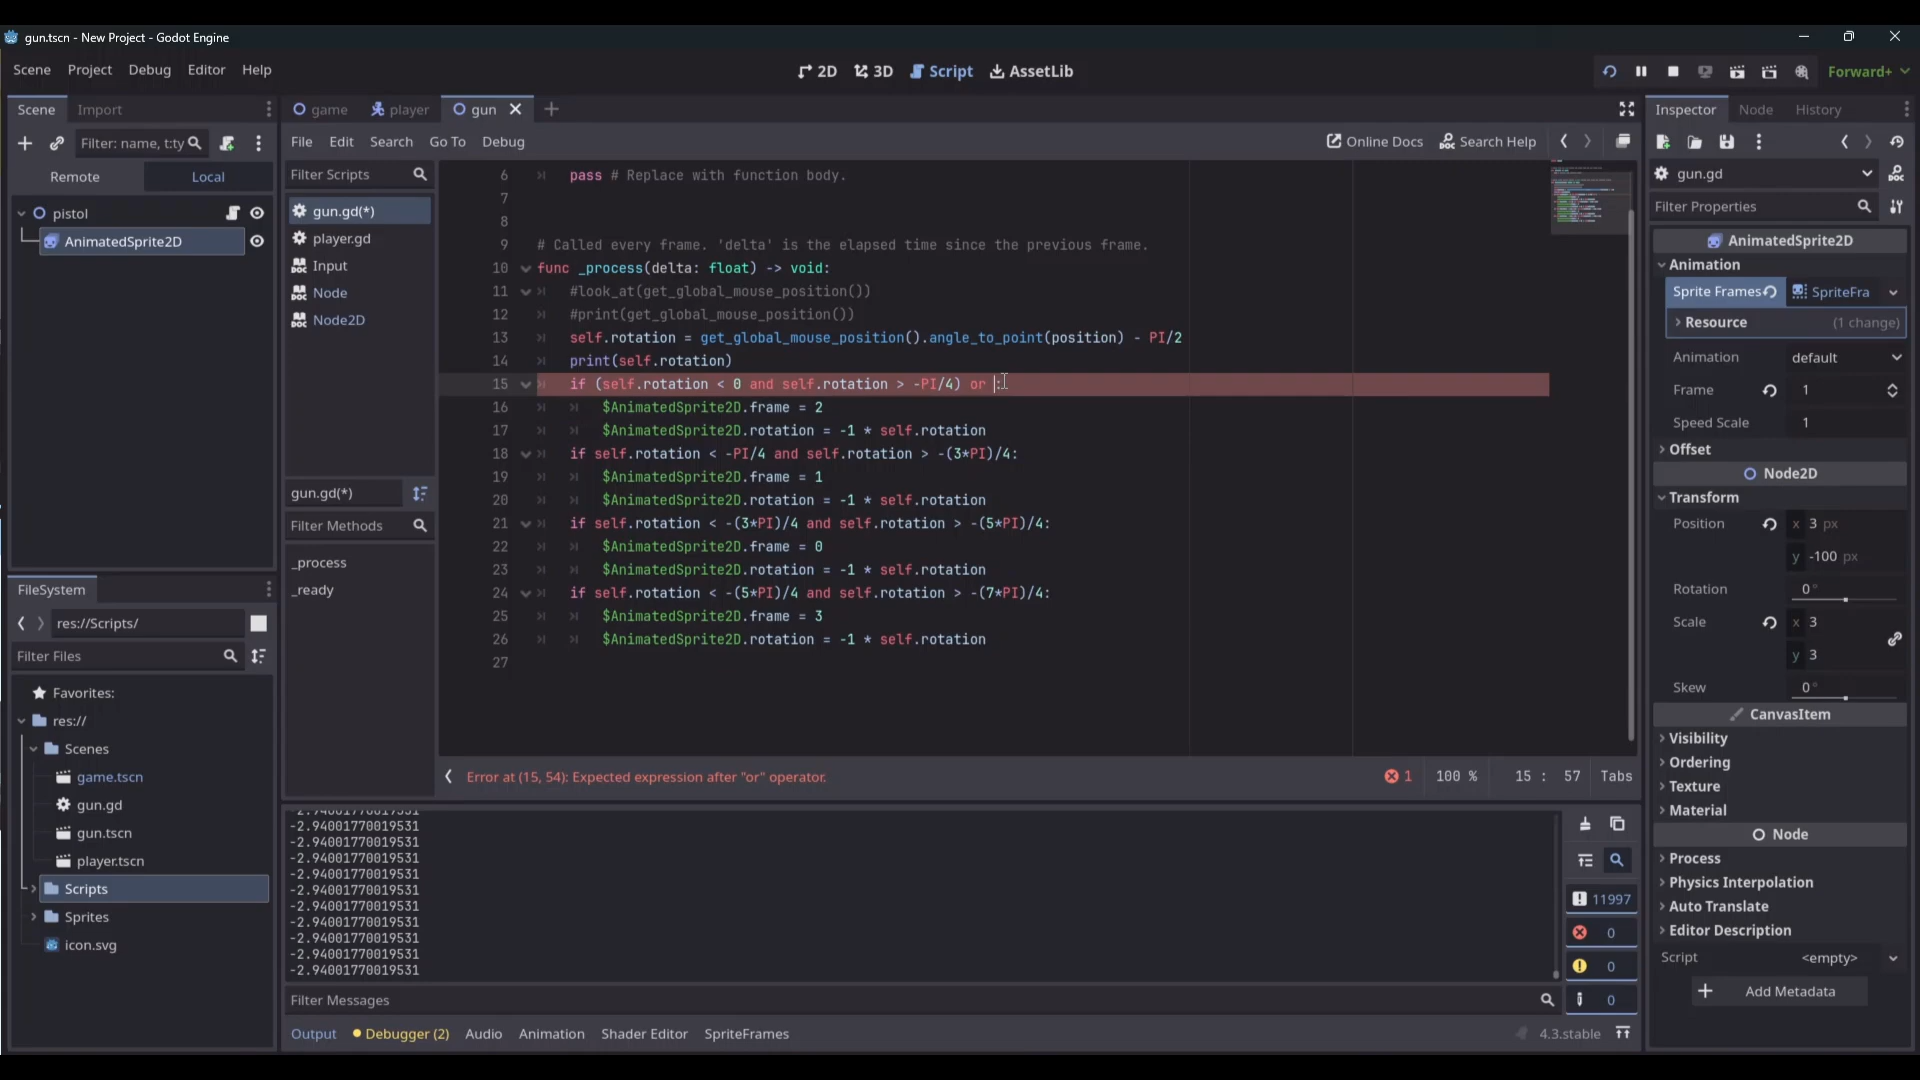 gun.tscn - New Project - Godot Engine
Scene Project Debug Editor Help
2D 3D Script AssetLib
Forward+
Scene Import
game player gun
Filter: name, t:ty
Remote Local
pistol
AnimatedSprite2D
File Edit Search Go To Debug
Online Docs Search Help
Filter Scripts
gun.gd(*)
player.gd
Input
Node
Node2D
gun.gd(*)
Filter Methods
_process
_ready
6 pass # Replace with function body.
7
8
9 # Called every frame. 'delta' is the elapsed time since the previous frame.
10 func _process(delta: float) -> void:
11 #look_at(get_global_mouse_position())
12 #print(get_global_mouse_position())
13 self.rotation = get_global_mouse_position().angle_to_point(position) - PI/2
14 print(self.rotation)
15 if (self.rotation < 0 and self.rotation > -PI/4) or :
16 $AnimatedSprite2D.frame = 2
17 $AnimatedSprite2D.rotation = -1 * self.rotation
18 if self.rotation < -PI/4 and self.rotation > -(3*PI)/4:
19 $AnimatedSprite2D.frame = 1
20 $AnimatedSprite2D.rotation = -1 * self.rotation
21 if self.rotation < -(3*PI)/4 and self.rotation > -(5*PI)/4:
22 $AnimatedSprite2D.frame = 0
23 $AnimatedSprite2D.rotation = -1 * self.rotation
24 if self.rotation < -(5*PI)/4 and self.rotation > -(7*PI)/4:
25 $AnimatedSprite2D.frame = 3
26 $AnimatedSprite2D.rotation = -1 * self.rotation
27
Error at (15, 54): Expected expression after "or" operator.
1 100 % 15 : 57 Tabs
FileSystem
res://Scripts/
Filter Files
Favorites:
res://
Scenes
game.tscn
gun.gd
gun.tscn
player.tscn
Scripts
Sprites
icon.svg
-2.94001770019531
-2.94001770019531
-2.94001770019531
-2.94001770019531
-2.94001770019531
-2.94001770019531
-2.94001770019531
-2.94001770019531
-2.94001770019531
-2.94001770019531
-2.94001770019531
11997
0
0
0
Filter Messages
Output Debugger (2) Audio Animation Shader Editor SpriteFrames
4.3.stable
Inspector Node History
gun.gd
Filter Properties
AnimatedSprite2D
Animation
Sprite Frames SpriteFra
Resource (1 change)
Animation default
Frame 1
Speed Scale 1
Offset
Node2D
Transform
Position x 3 px
y -100 px
Rotation 0 °
Scale x 3
y 3
Skew 0 °
CanvasItem
Visibility
Ordering
Texture
Material
Node
Process
Physics Interpolation
Auto Translate
Editor Description
Script <empty>
Add Metadata